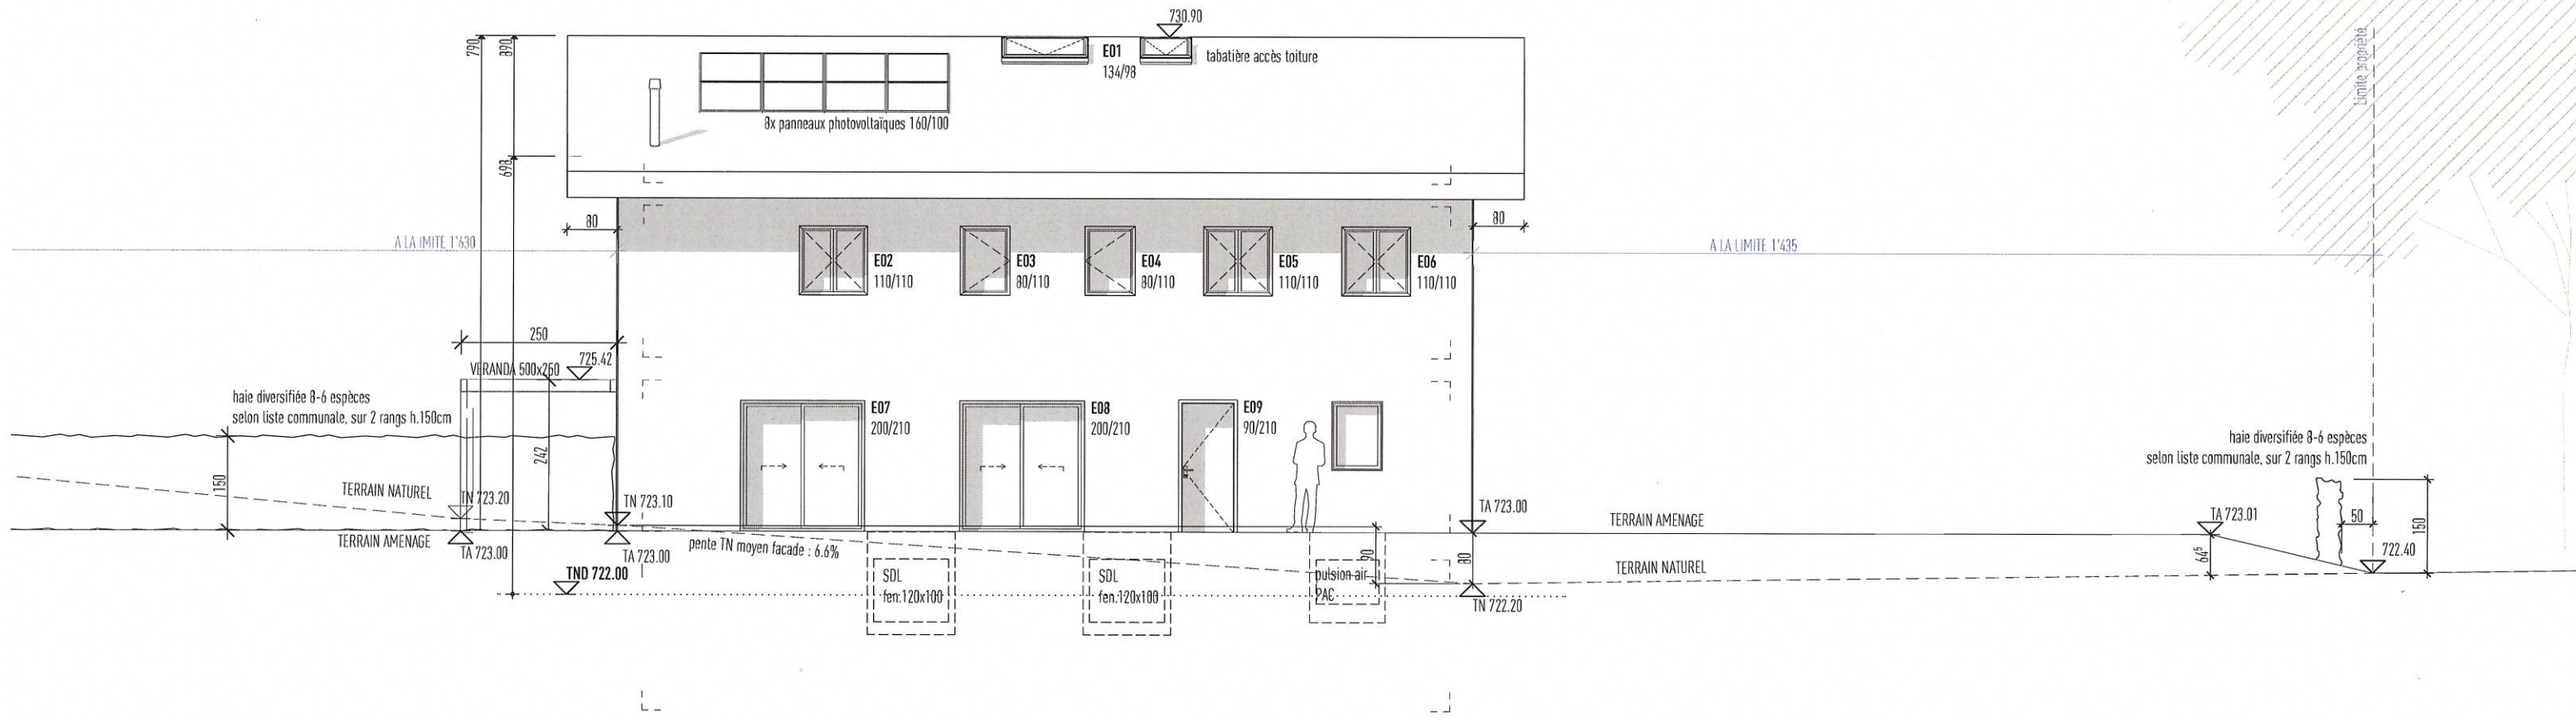 730.90
790
890
E01
134/98
tabatière accès toiture
Limite propriété
8x panneaux photovoltaïques 160/100
698
80
80
A LA IMITE 1'630
A LA LIMITE 1'435
E02
110/110
E03
80/110
E04
80/110
E05
110/110
E06
110/110
250
725.42
VERANDA 500x250
haie diversifiée 8-6 espèces
selon liste communale, sur 2 rangs h.150cm
E07
200/210
E08
200/210
E09
90/210
haie diversifiée 8-6 espèces
selon liste communale, sur 2 rangs h.150cm
242
150
TERRAIN NATUREL
TN 723.20
TN 723.10
TA 723.00
TERRAIN AMENAGE
TA 723.01
50
150
TERRAIN AMENAGE
TA 723.00
TA 723.00
pente TN moyen facade : 6.6%
90
80
64⁵
722.40
TERRAIN NATUREL
TND 722.00
SDL
fen.120x100
SDL
fen.120x100
pulsion air
PAC
TN 722.20